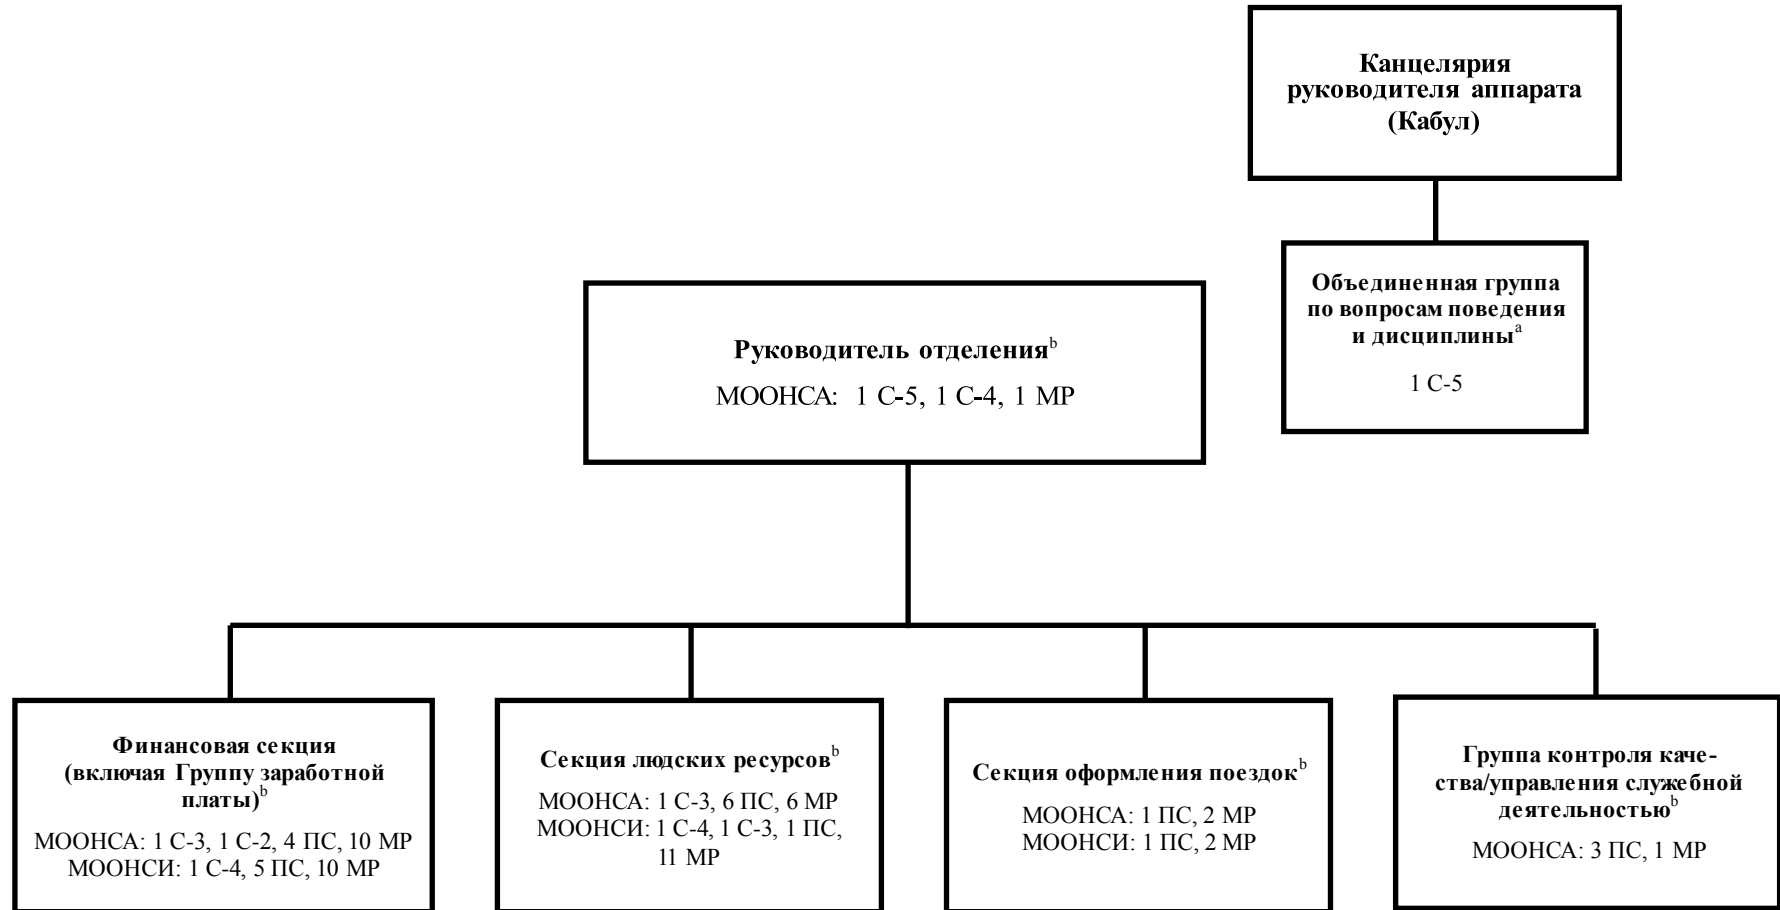 Канцелярия
руководителя аппарата
(Кабул)
Объединенная группа
по вопросам поведения
и дисциплины^a
1 С-5
Руководитель отделения^b
МООНСА: 1 С-5, 1 С-4, 1 МР
Финансовая секция
(включая Группу заработной
платы)^b
МООНСА: 1 С-3, 1 С-2, 4 ПС, 10 МР
МООНСИ: 1 С-4, 5 ПС, 10 МР
Секция людских ресурсов^b
МООНСА: 1 С-3, 6 ПС, 6 МР
МООНСИ: 1 С-4, 1 С-3, 1 ПС,
11 МР
Секция оформления поездок^b
МООНСА: 1 ПС, 2 МР
МООНСИ: 1 ПС, 2 МР
Группа контроля каче-
ства/управления служебной
деятельностью^b
МООНСА: 3 ПС, 1 МР